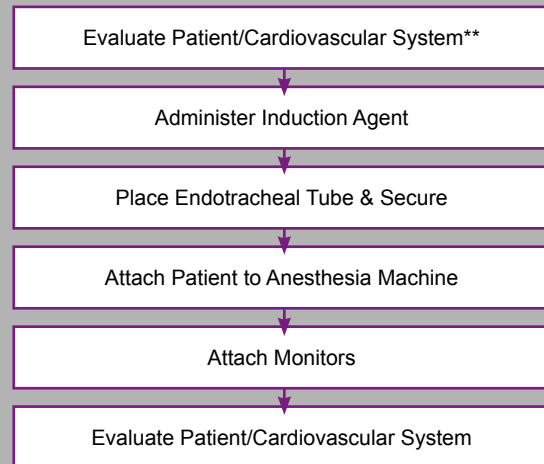 Evaluate Patient/Cardiovascular System**
Administer Induction Agent
Place Endotracheal Tube & Secure
Attach Patient to Anesthesia Machine
Attach Monitors
Evaluate Patient/Cardiovascular System